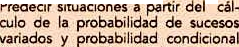 Predecir situaciones a partir del cál-
culo de la probabilidad de sucesos
variados y probabilidad condicional